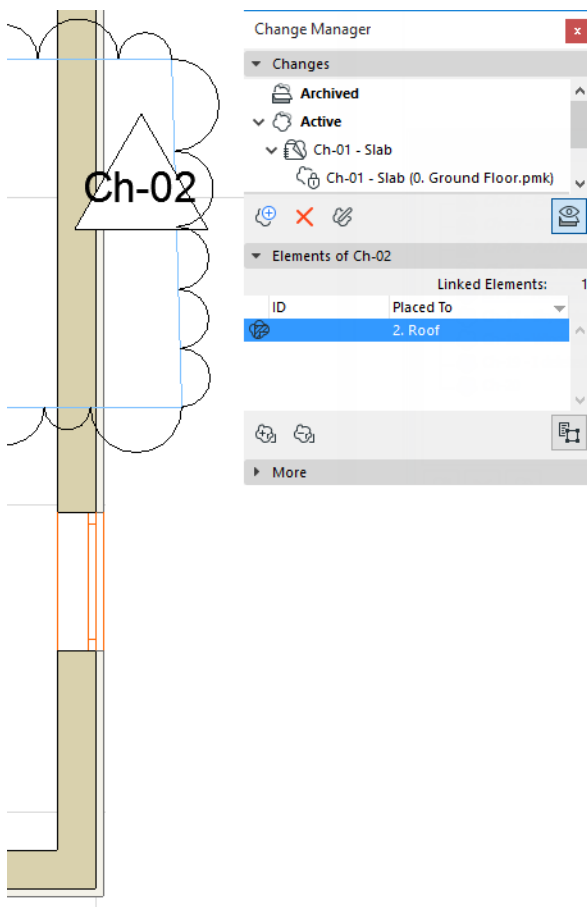 Ch-02
Change Manager
x
Changes
Archived
Active
Ch-01 - Slab
Ch-01 - Slab (0. Ground Floor.pmk)
Elements of Ch-02
Linked Elements: 1
ID Placed To
2. Roof
More